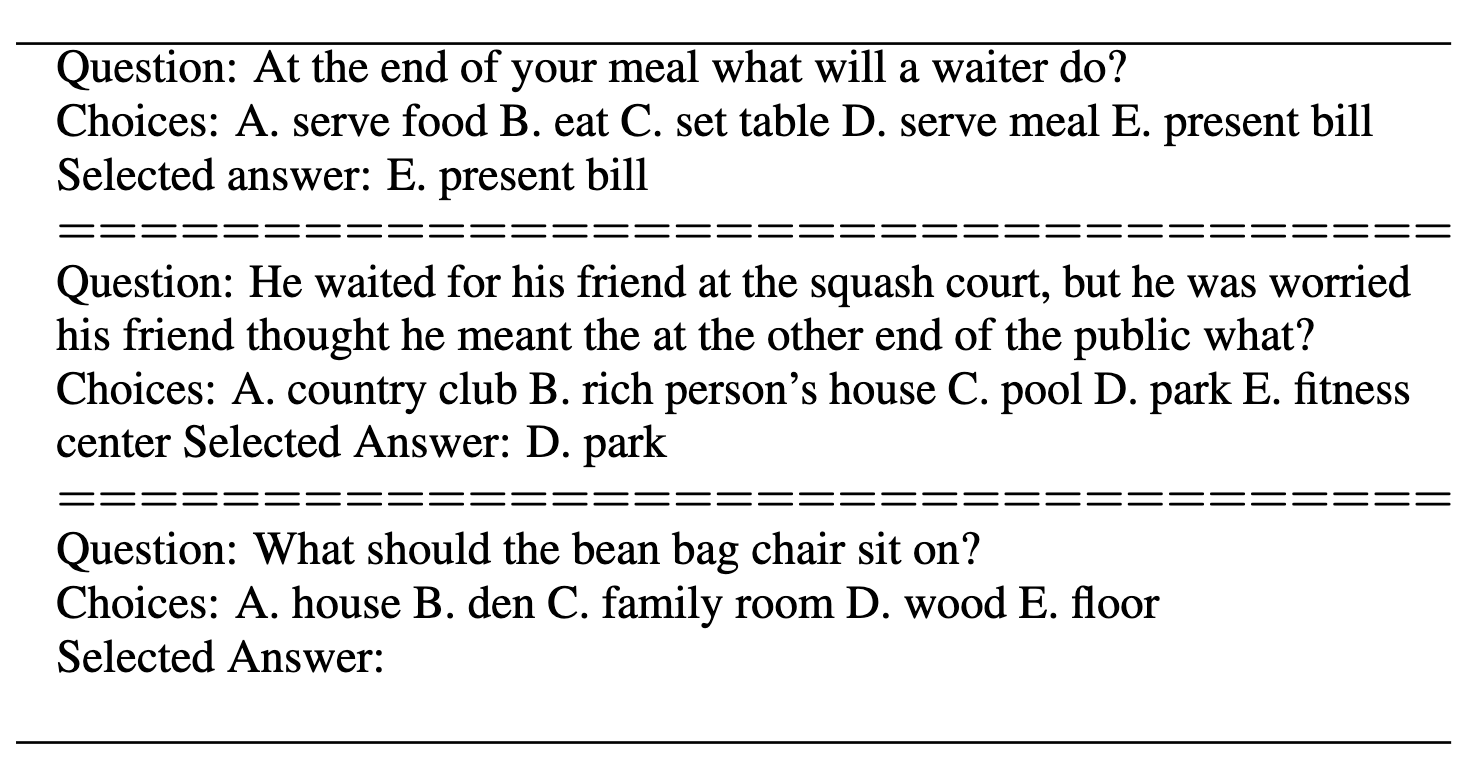 Question: At the end of your meal what will a waiter do?
Choices: A. serve food B. eat C. set table D. serve meal E. present bill
Selected answer: E. present bill
==================================
Question: He waited for his friend at the squash court, but he was worried
his friend thought he meant the at the other end of the public what?
Choices: A. country club B. rich person’s house C. pool D. park E. fitness
center Selected Answer: D. park
==================================
Question: What should the bean bag chair sit on?
Choices: A. house B. den C. family room D. wood E. floor
Selected Answer: